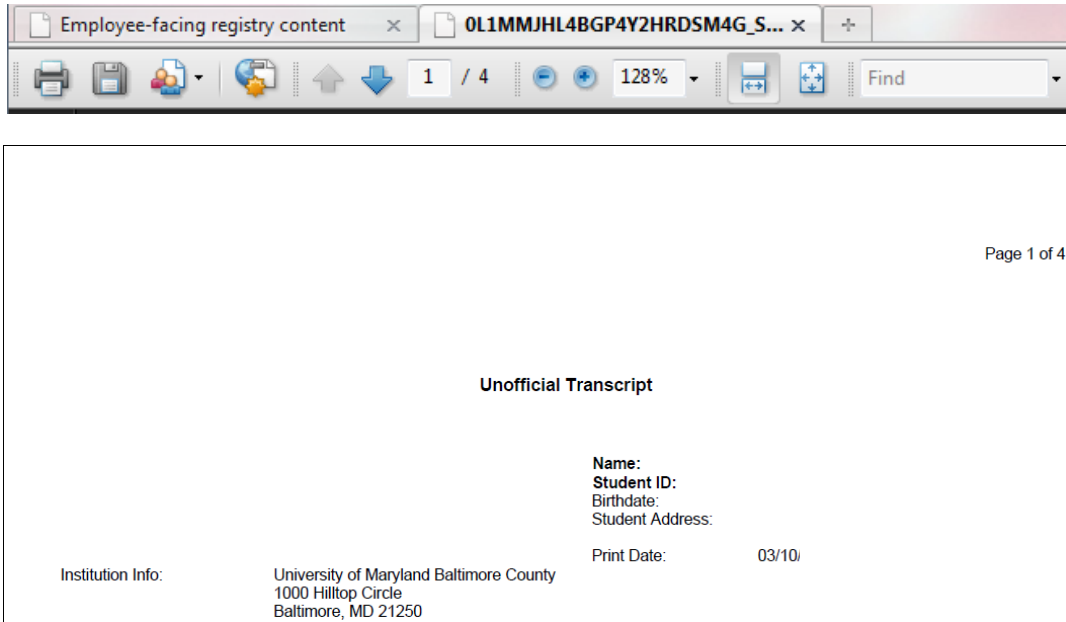 Employee-facing registry content
0L1MMJHL4BGP4Y2HRDSM4G_S...
1 / 4 128% Find
Page 1 of 4
Unofficial Transcript
Name:
Student ID:
Birthdate:
Student Address:
Print Date: 03/10/
Institution Info: University of Maryland Baltimore County
1000 Hilltop Circle
Baltimore, MD 21250